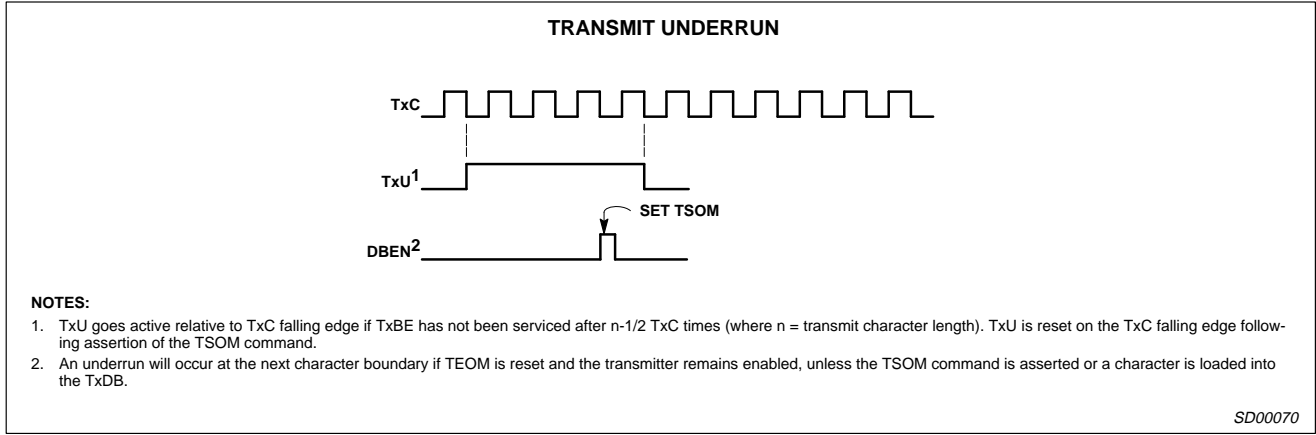 TRANSMIT UNDERRUN
TxC
TxU1
SET TSOM
DBEN2
NOTES:
1. TxU goes active relative to TxC falling edge if TxBE has not been serviced after n-1/2 TxC times (where n = transmit character length). TxU is reset on the TxC falling edge follow-
ing assertion of the TSOM command.
2. An underrun will occur at the next character boundary if TEOM is reset and the transmitter remains enabled, unless the TSOM command is asserted or a character is loaded into
the TxDB.
SD00070